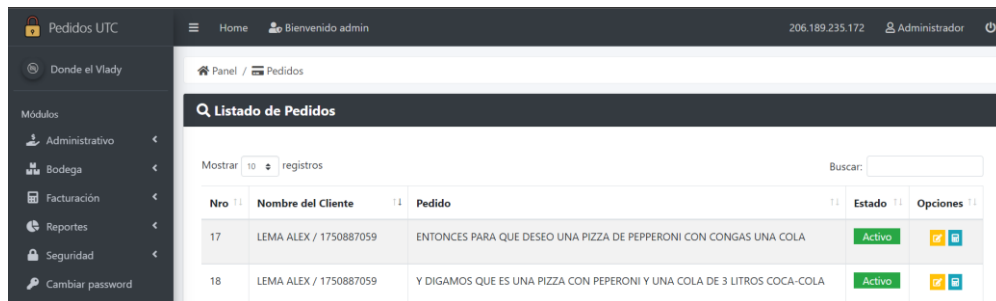 Pedidos UTC
Home Bienvenido admin 206.189.235.172 Administrador
Donde el Vlady
Panel / Pedidos
Módulos
Listado de Pedidos
Administrativo
Bodega
Facturación
Reportes
Seguridad
Cambiar password
Mostrar 10 registros Buscar:
Nro Nombre del Cliente Pedido Estado Opciones
17 LEMA ALEX / 1750887059 ENTONCES PARA QUE DESEO UNA PIZZA DE PEPPERONI CON CONGAS UNA COLA Activo
18 LEMA ALEX / 1750887059 Y DIGAMOS QUE ES UNA PIZZA CON PEPERONI Y UNA COLA DE 3 LITROS COCA-COLA Activo